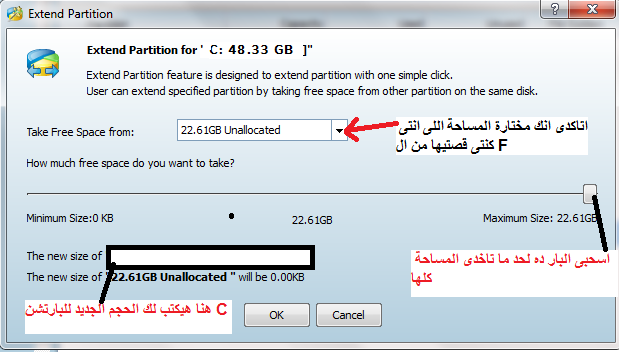 Extend Partition
Extend Partition for ' C: 48.33 GB ]"
Extend Partition feature is designed to extend partition with one simple click.
User can extend specified partition by taking free space from other partition on the same disk.
Take Free Space from:
22.61GB Unallocated
اتاكدى انك مختارة المساحة اللى انتى
كنتى قصتيها من ال F
How much free space do you want to take?
Minimum Size:0 KB
22.61GB
Maximum Size: 22.61GB
The new size of
اسحبى البار ده لحد ما تاخدى المساحة
كلها
The new size of "22.61GB Unallocated " will be 0.00KB
هنا هيكتب لك الحجم الجديد للبارتشن C
OK
Cancel